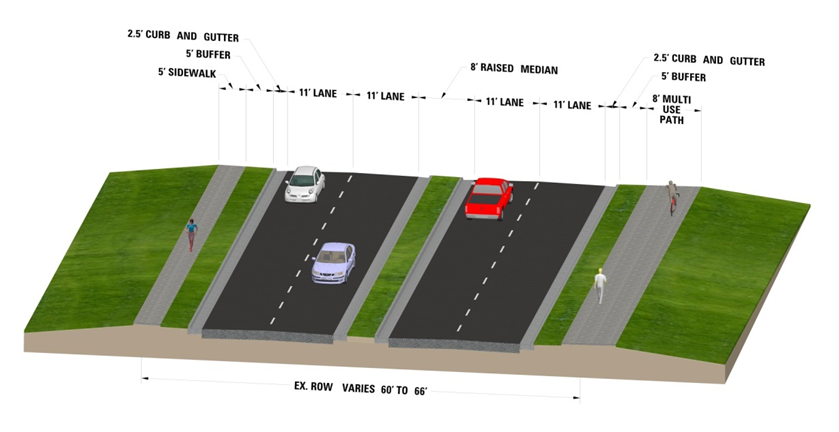 2.5' CURB AND GUTTER
5' BUFFER
5' SIDEWALK
11' LANE
11' LANE
8' RAISED MEDIAN
11' LANE
11' LANE
2.5' CURB AND GUTTER
5' BUFFER
8' MULTI
USE
PATH
EX. ROW VARIES 60' TO 66'